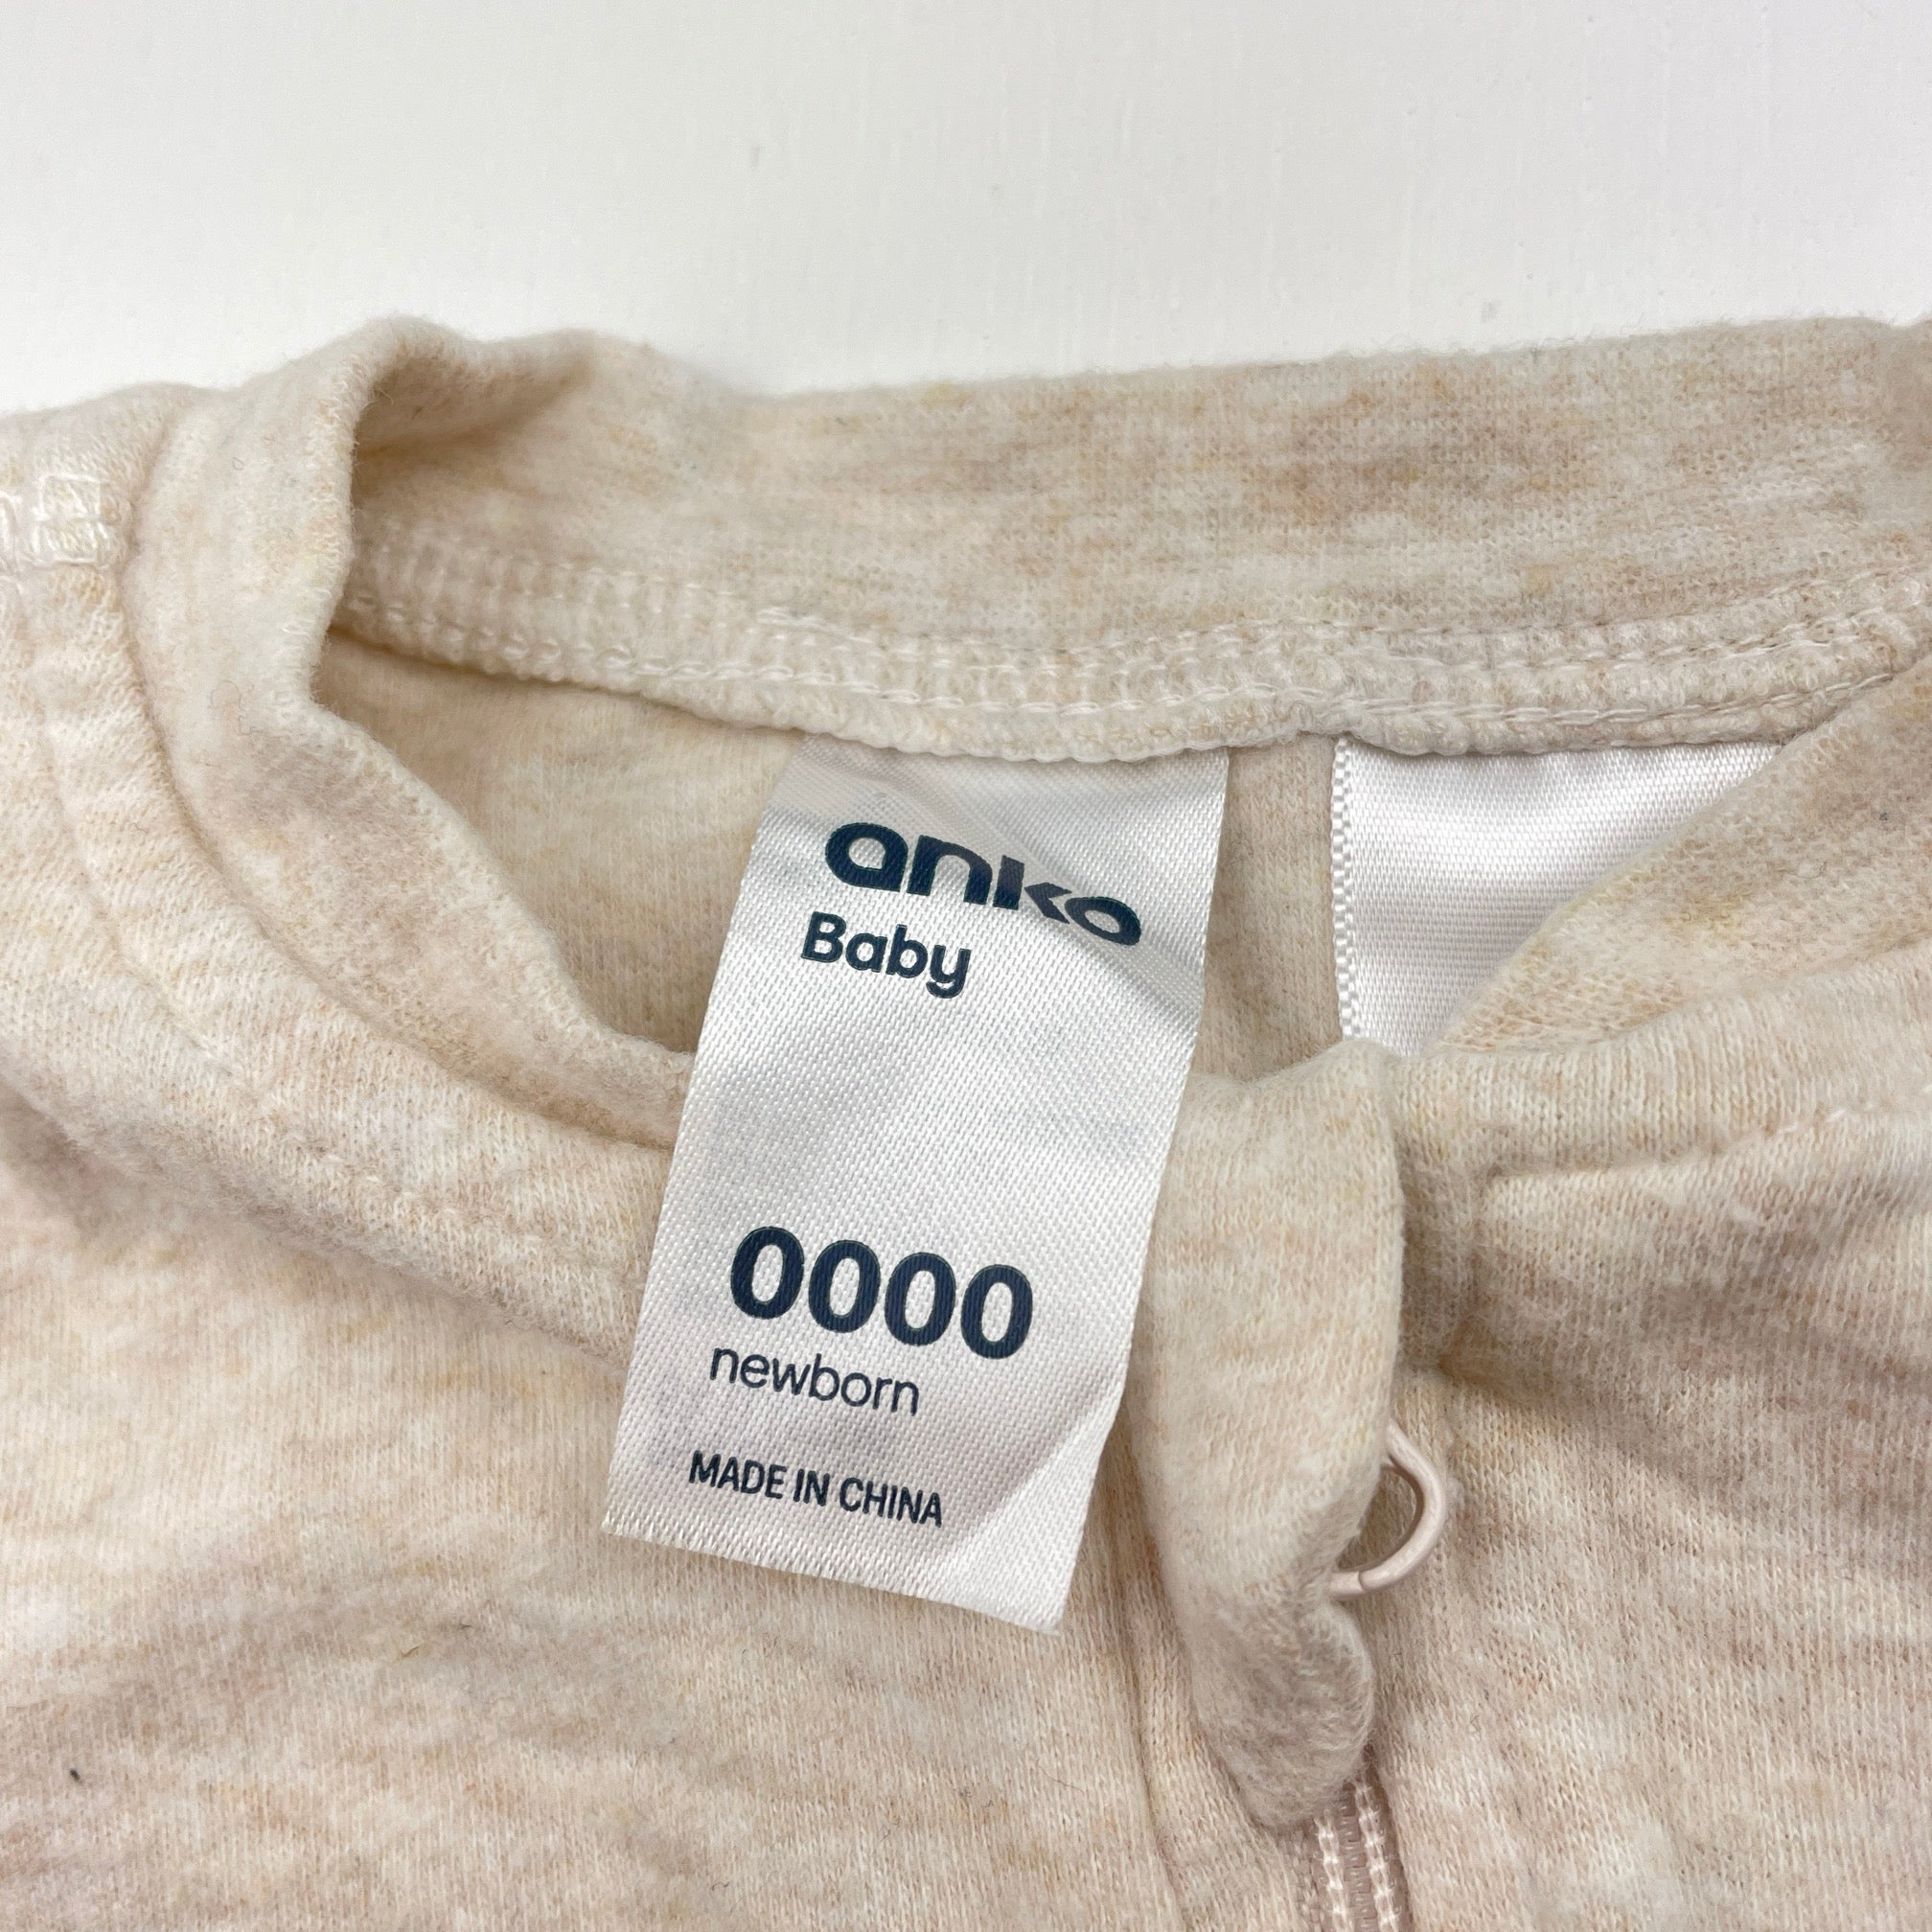 anko
Baby
0000
newborn
MADE IN CHINA